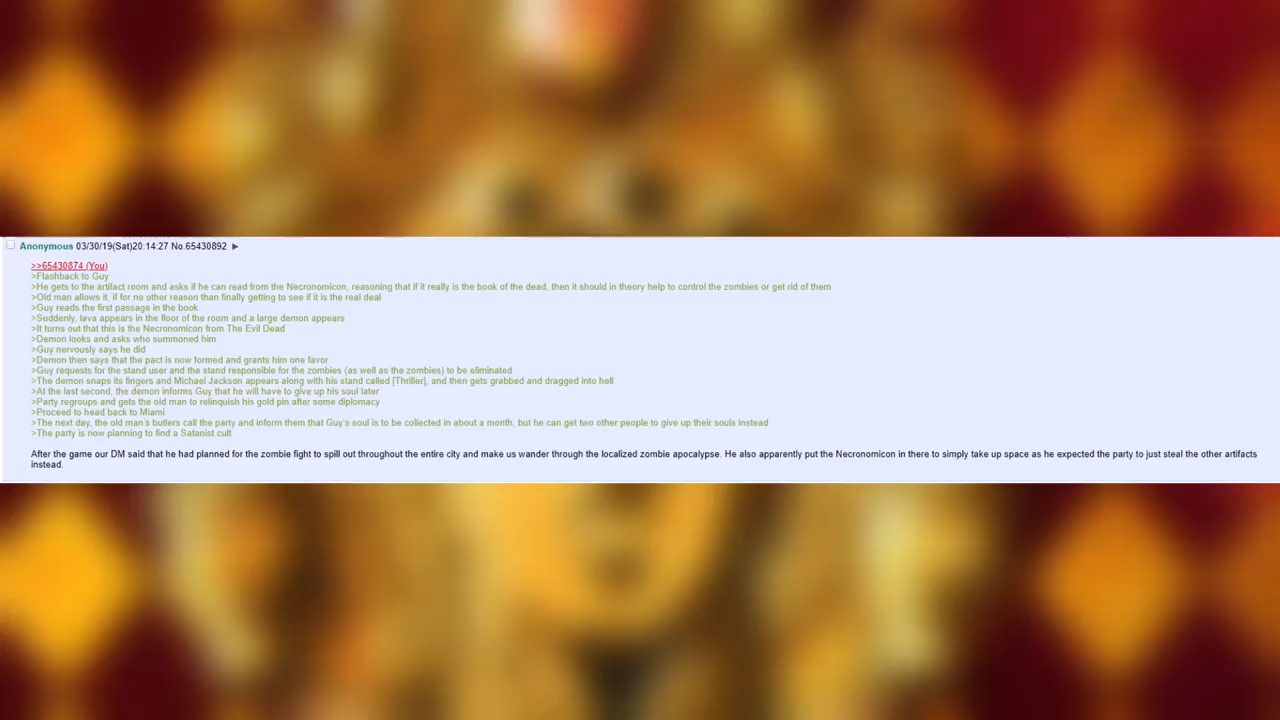 Anonymous 03/30/19(Sat)20:14:27 No.65430892 ▶
>>65430874 (You)
>Flashback to Guy
>He gets to the artifact room and asks if he can read from the Necronomicon, reasoning that if it really is the book of the dead, then it should in theory help to control the zombies or get rid of them.
>Old man allows it, if for no other reason than finally getting to see if it is the real deal
>Guy reads the first passage in the book
>Suddenly, lava appears in the floor of the room and a large demon appears
>It turns out that this is the Necronomicon from The Evil Dead
>Demon looks and asks who summoned him
>Guy nervously says he did
>Demon then says that the pact is now formed and grants him one favor
>Guy requests for the stand user and the stand responsible for the zombies (as well as the zombies) to be eliminated
>The demon snaps its fingers and Michael Jackson appears along with his stand called [Thriller], and then gets grabbed and dragged into hell
>At the last second, the demon informs Guy that he will have to give up his soul later
>Party regroups and gets the old man to relinquish his gold pin after some diplomacy
>Proceed to head back to Miami
>The next day, the old man's butlers call the party and inform them that Guy's soul is to be collected in about a month, but he can get two other people to give up their souls instead
>The party is now planning to find a Satanist cult
After the game our DM said that he had planned for the zombie fight to spill out throughout the entire city and make us wander through the localized zombie apocalypse. He also apparently put the Necronomicon in there to simply take up space as he expected the party to just steal the other artifacts
instead.